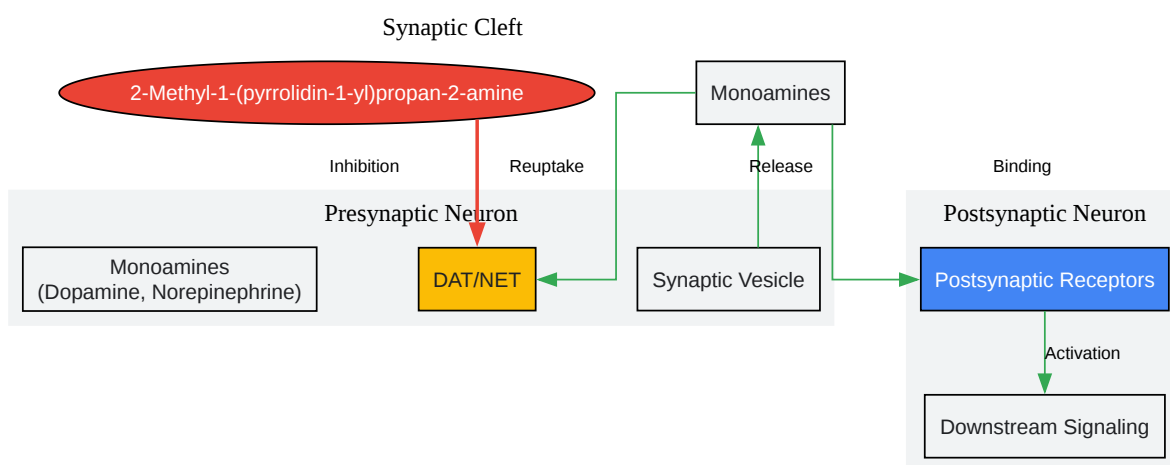 Synaptic Cleft
2-Methyl-1-(pyrrolidin-1-yl)propan-2-amine
Monoamines
Inhibition
Reuptake
Release
Binding
Presynaptic Neuron
Postsynaptic Neuron
Monoamines
(Dopamine, Norepinephrine)
DAT/NET
Synaptic Vesicle
Postsynaptic Receptors
Activation
Downstream Signaling